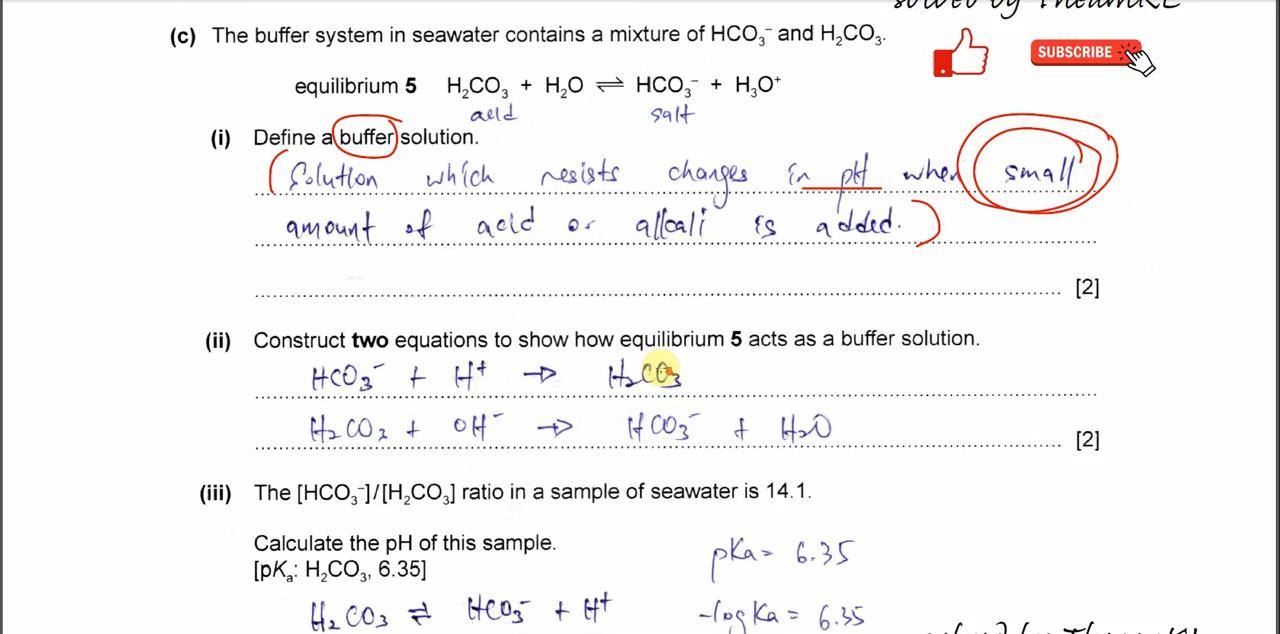 solved by
(c) The buffer system in seawater contains a mixture of HCO₃⁻ and H₂CO₃.
SUBSCRIBE
equilibrium 5 H₂CO₃ + H₂O ⇌ HCO₃⁻ + H₃O⁺
acid salt
(i) Define a buffer solution.
(Solution which resists changes in pH when small
amount of acid or alkali is added.)
[2]
(ii) Construct two equations to show how equilibrium 5 acts as a buffer solution.
HCO₃⁻ + H⁺ → H₂CO₃
H₂CO₃ + OH⁻ → HCO₃⁻ + H₂O
[2]
(iii) The [HCO₃⁻]/[H₂CO₃] ratio in a sample of seawater is 14.1.
Calculate the pH of this sample.
pKa = 6.35
[pKₐ: H₂CO₃, 6.35]
H₂CO₃ ⇌ HCO₃⁻ + H⁺ -log Ka = 6.35